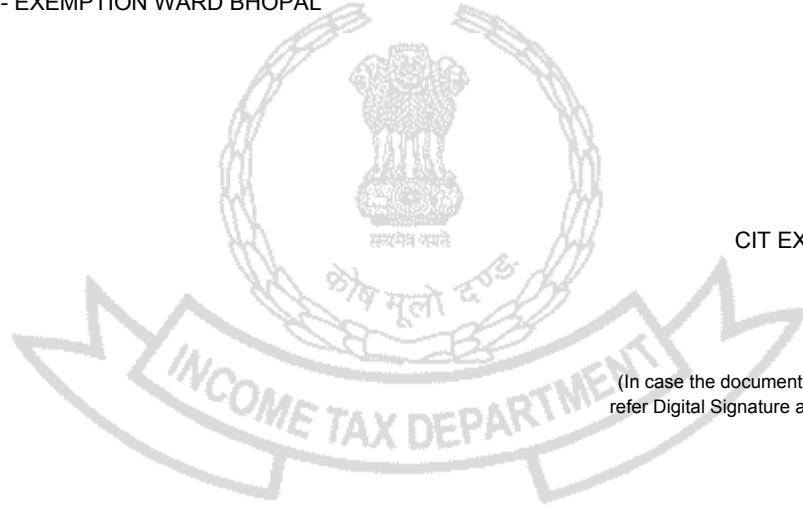 - EXEMPTION WARD BHOPAL
सत्यमेव जयते
CIT EX
कोष मूलो दण्डः
(In case the document
refer Digital Signature a
INCOME TAX DEPARTMENT